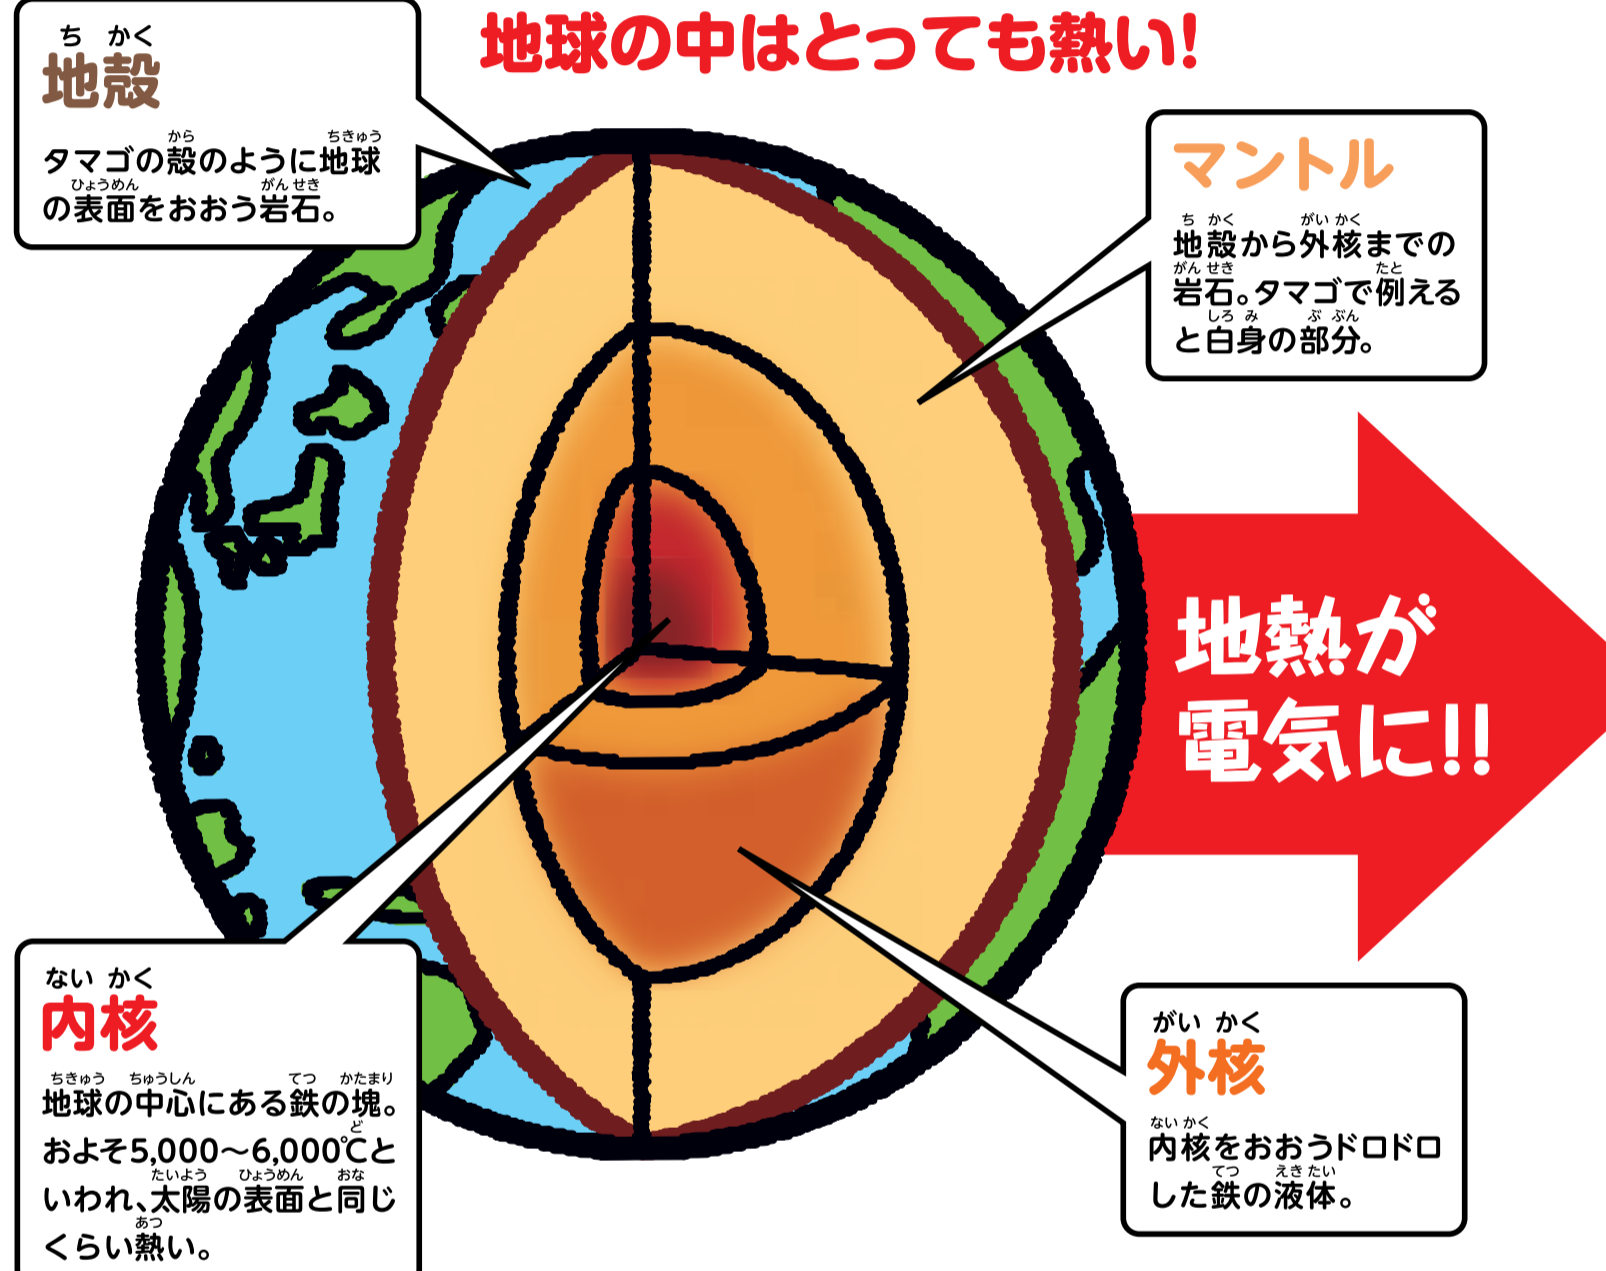 地球の中はとっても熱い!
ち かく
地殻
から ちきゅう
タマゴの殻のように地球
ひょうめん がんせき
の表面をおおう岩石。
マントル
ち かく がい かく
地殻から外核までの
がんせき たと
岩石。タマゴで例える
しろ み ぶ ぶん
と白身の部分。
地熱が
電気に!!
ない かく
内核
ちきゅう ちゅうしん てつ かたまり
地球の中心にある鉄の塊。
ど
およそ5,000～6,000℃と
たいよう ひょうめん おな
いわれ、太陽の表面と同じ
あつ
くらい熱い。
がい かく
外核
ない かく
内核をおおうドロドロ
てつ えきたい
した鉄の液体。